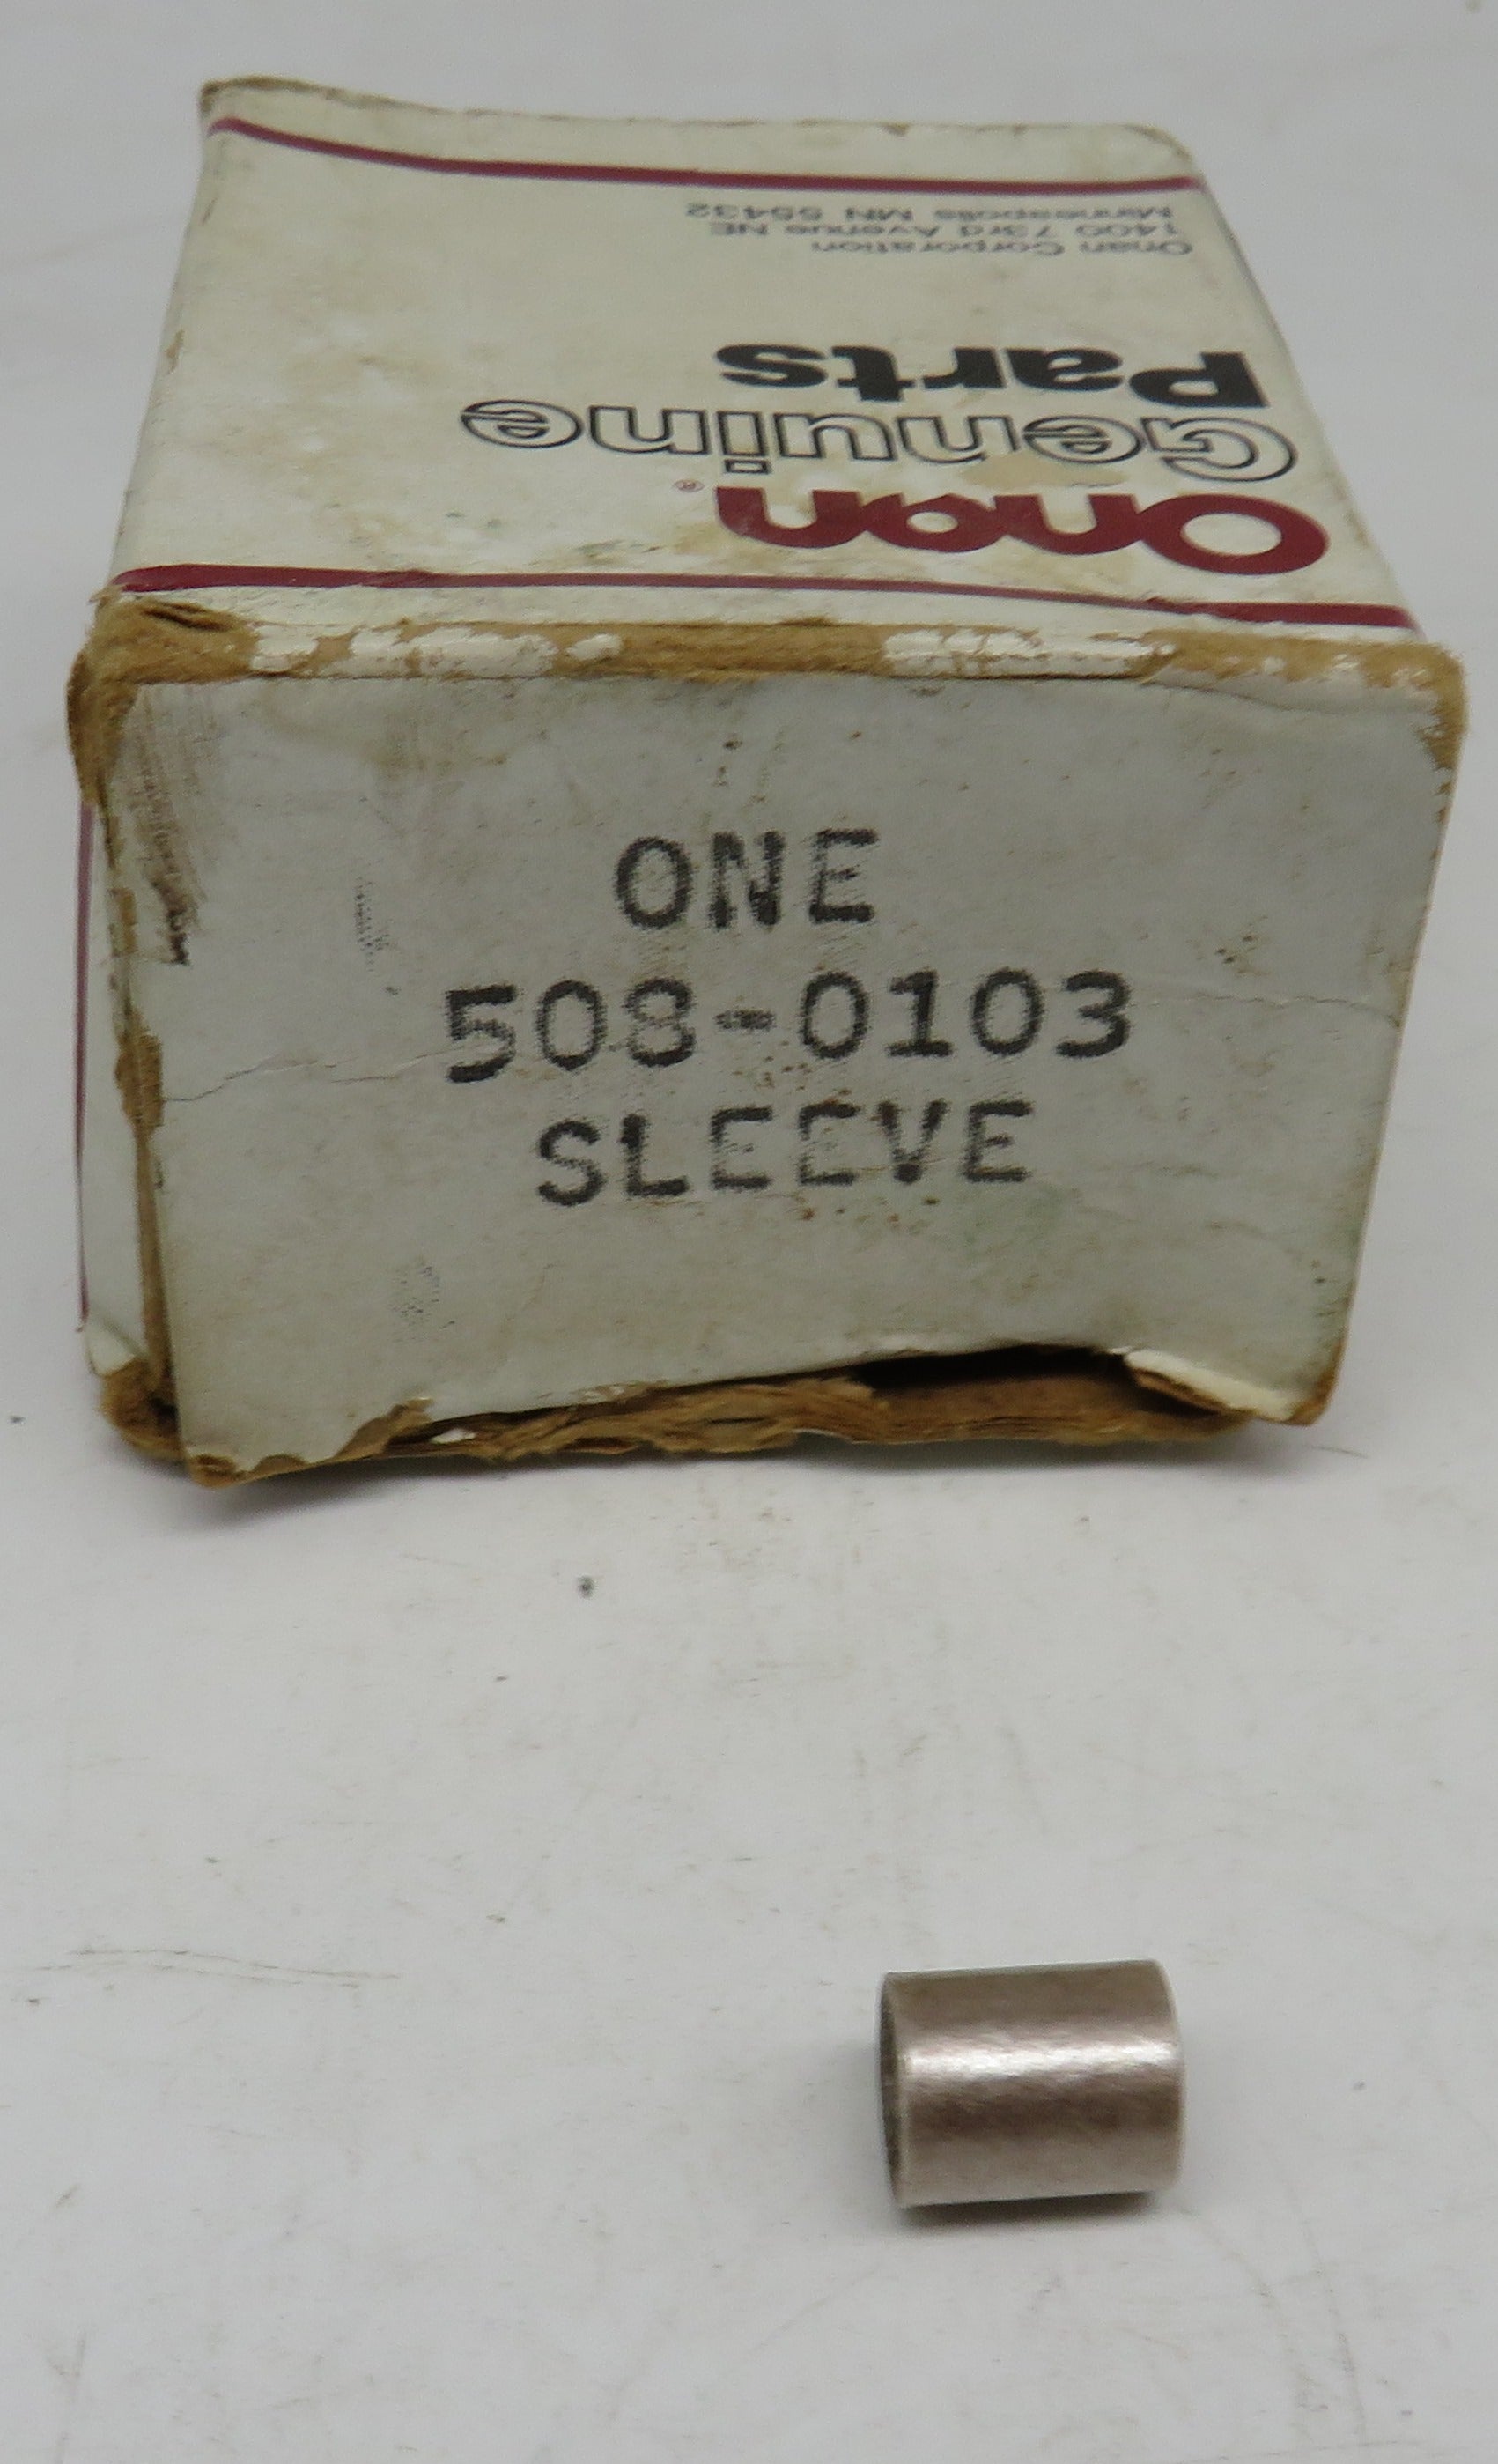 Onan®
Genuine
Parts
Onan Corporation
1400 73rd Avenue NE
Minneapolis MN 55432
ONE
508-0103
SLEEVE